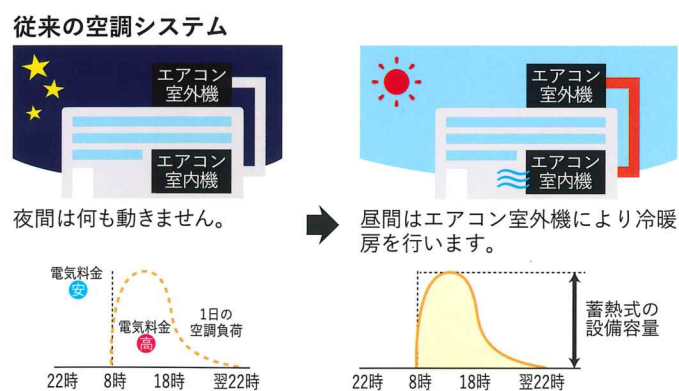 従来の空調システム
エアコン
室外機
エアコン
室内機
夜間は何も動きません。
エアコン
室外機
エアコン
室内機
昼間はエアコン室外機により冷暖
房を行います。
電気料金
安
電気料金
高
1日の
空調負荷
22時 8時 18時 翌22時
蓄熱式の
設備容量
22時 8時 18時 翌22時